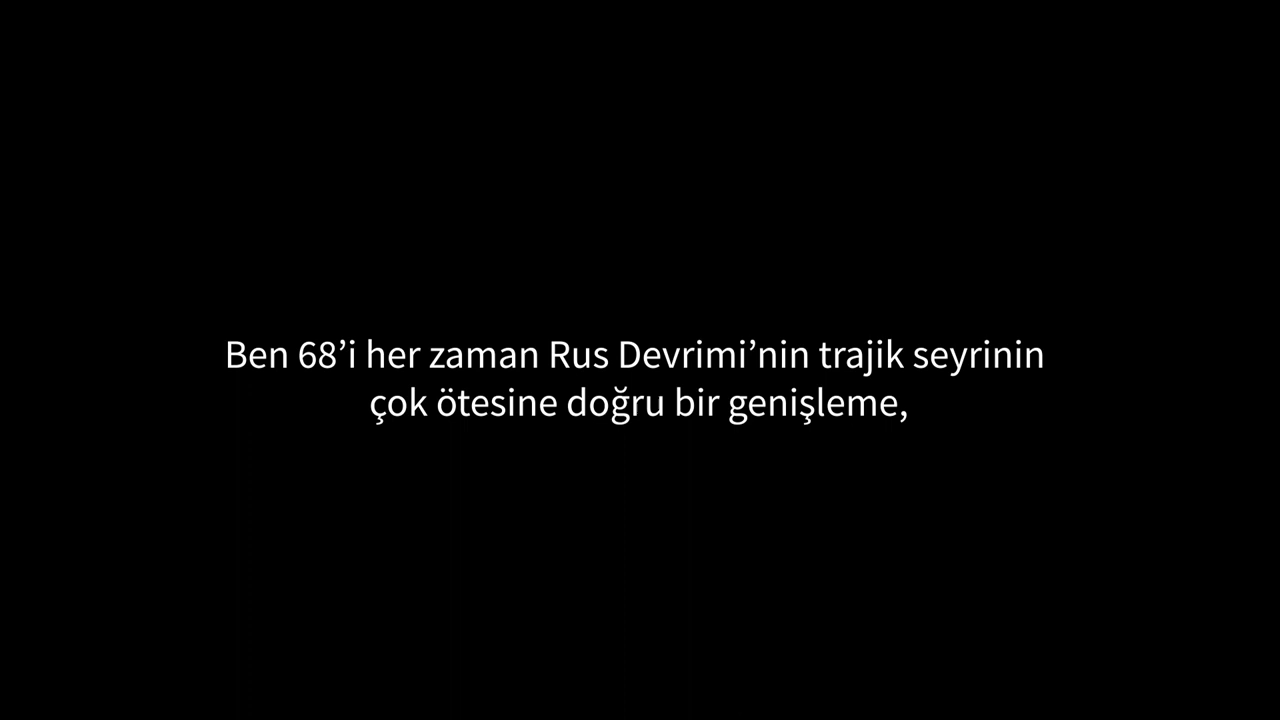 Ben 68’i her zaman Rus Devrimi’nin trajik seyrinin
çok ötesine doğru bir genişleme,